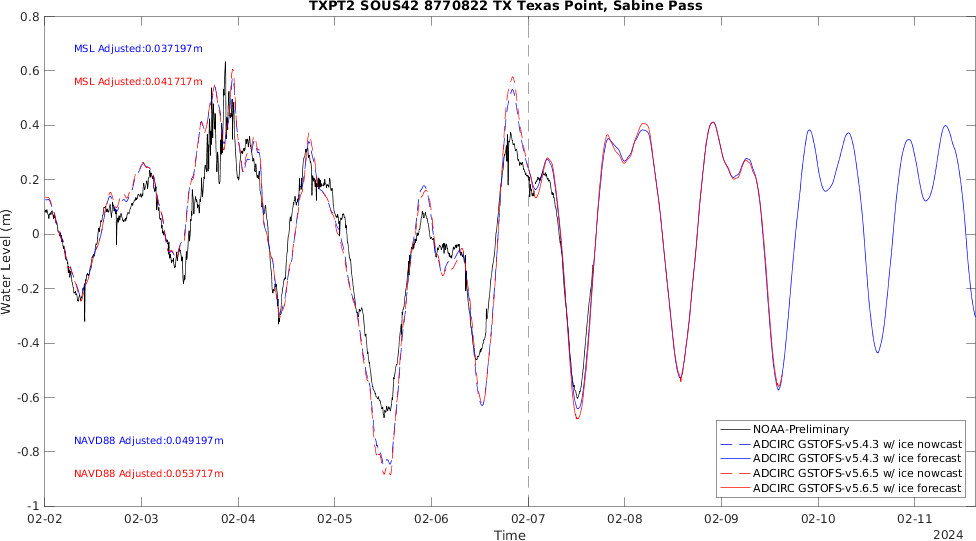 TXPT2 SOUS42 8770822 TX Texas Point, Sabine Pass
0.8
0.6
0.4
0.2
0
-0.2
-0.4
-0.6
-0.8
-1
Water Level (m)
MSL Adjusted:0.037197m
MSL Adjusted:0.041717m
NAVD88 Adjusted:0.049197m
NAVD88 Adjusted:0.053717m
NOAA-Preliminary
ADCIRC GSTOFS-v5.4.3 w/ ice nowcast
ADCIRC GSTOFS-v5.4.3 w/ ice forecast
ADCIRC GSTOFS-v5.6.5 w/ ice nowcast
ADCIRC GSTOFS-v5.6.5 w/ ice forecast
02-02 02-03 02-04 02-05 02-06 02-07 02-08 02-09 02-10 02-11
Time
2024